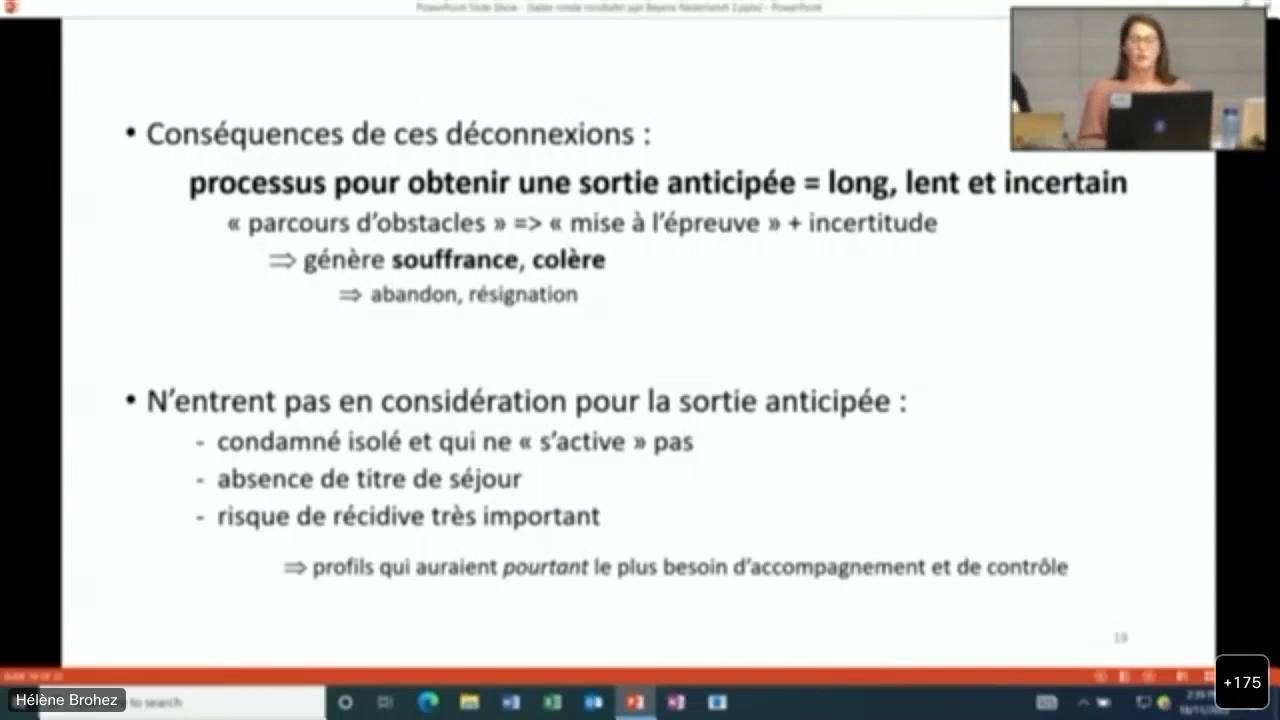 • Conséquences de ces déconnexions :
processus pour obtenir une sortie anticipée = long, lent et incertain
« parcours d’obstacles » => « mise à l’épreuve » + incertitude
⇒ génère souffrance, colère
⇒ abandon, résignation
• N’entrent pas en considération pour la sortie anticipée :
- condamné isolé et qui ne « s’active » pas
- absence de titre de séjour
- risque de récidive très important
⇒ profils qui auraient pourtant le plus besoin d’accompagnement et de contrôle
19
Hélène Brohez
to search
+175